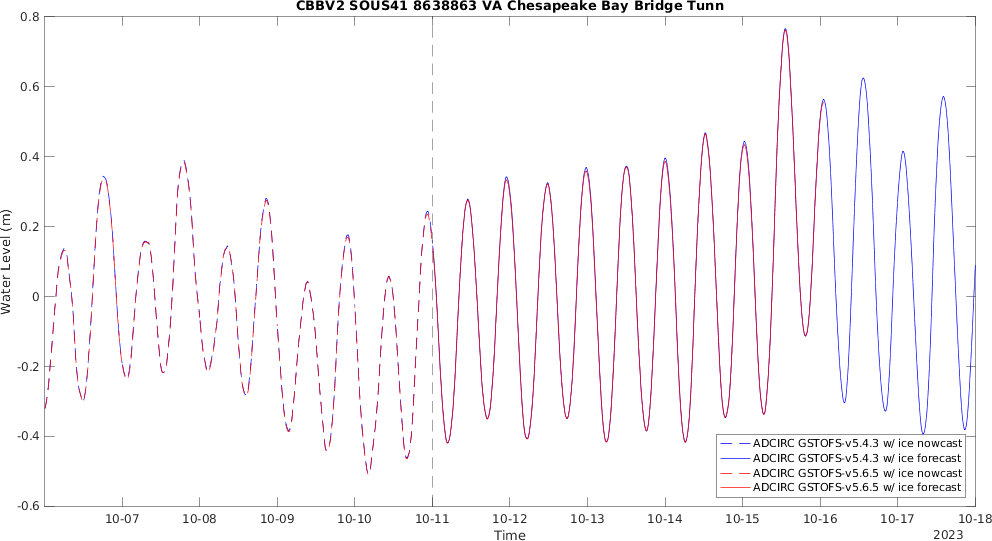 CBBV2 SOUS41 8638863 VA Chesapeake Bay Bridge Tunn
Water Level (m)
0.8
0.6
0.4
0.2
0
-0.2
-0.4
-0.6
ADCIRC GSTOFS-v5.4.3 w/ ice nowcast
ADCIRC GSTOFS-v5.4.3 w/ ice forecast
ADCIRC GSTOFS-v5.6.5 w/ ice nowcast
ADCIRC GSTOFS-v5.6.5 w/ ice forecast
10-07 10-08 10-09 10-10 10-11 10-12 10-13 10-14 10-15 10-16 10-17 10-18
Time
2023